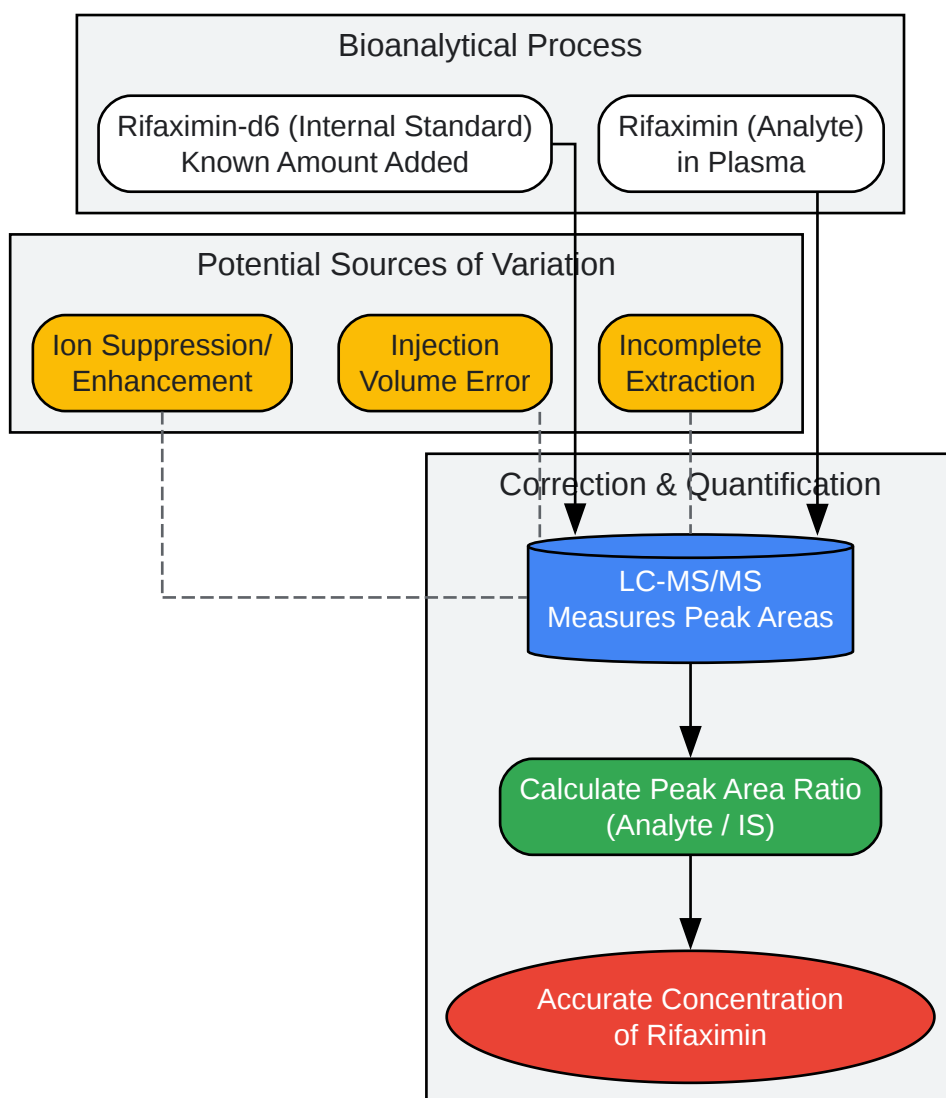 Bioanalytical Process
Rifaximin-d6 (Internal Standard)
Known Amount Added
Rifaximin (Analyte)
in Plasma
Potential Sources of Variation
Ion Suppression/
Enhancement
Injection
Volume Error
Incomplete
Extraction
Correction & Quantification
LC-MS/MS
Measures Peak Areas
Calculate Peak Area Ratio
(Analyte / IS)
Accurate Concentration
of Rifaximin